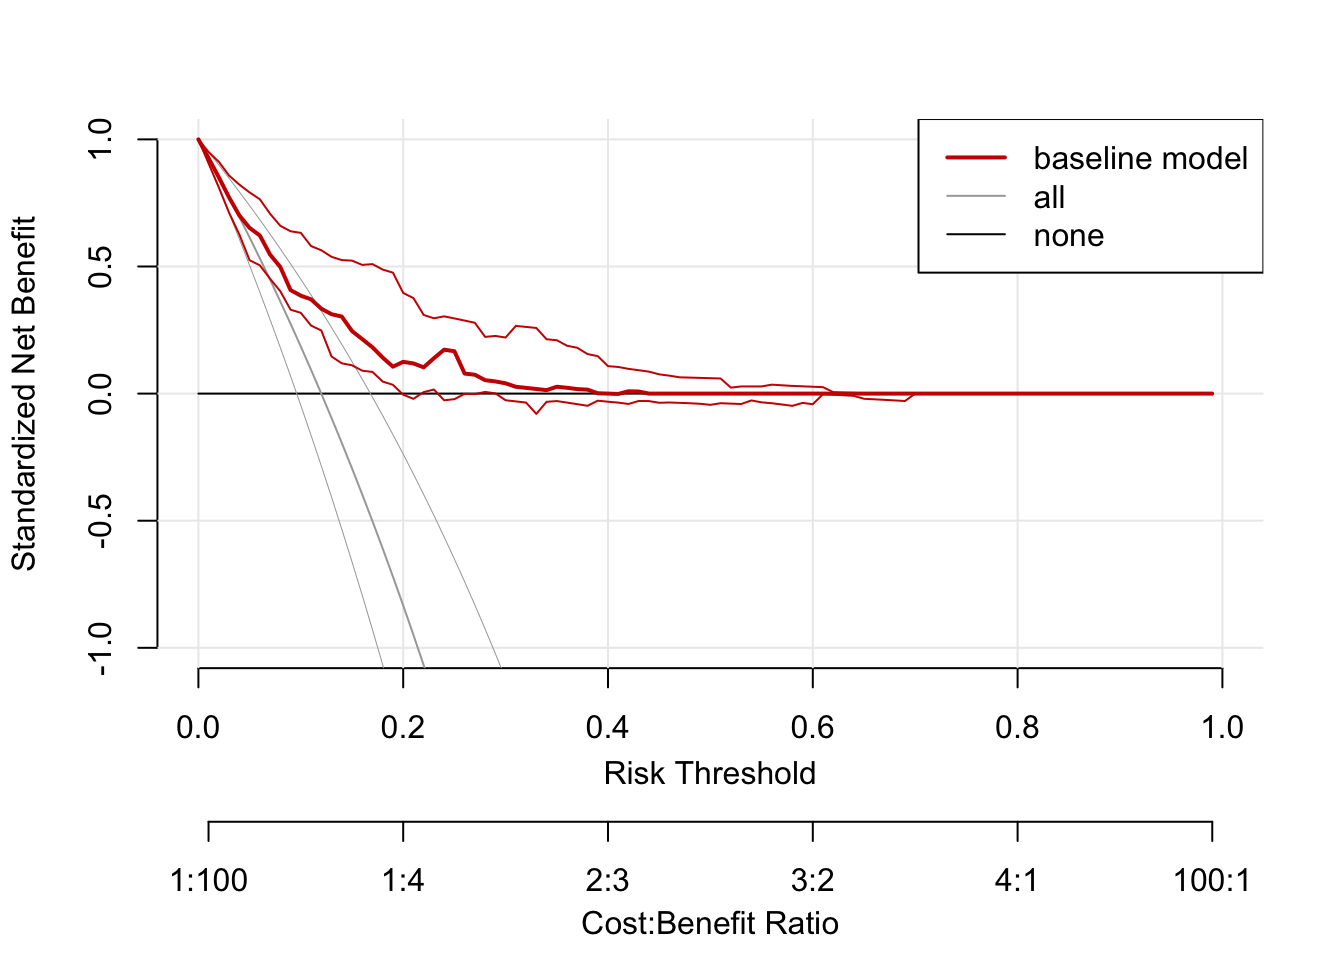 baseline model
all
none
Standardized Net Benefit
1.0
0.5
0.0
-0.5
-1.0
0.0 0.2 0.4 0.6 0.8 1.0
Risk Threshold
1:100 1:4 2:3 3:2 4:1 100:1
Cost:Benefit Ratio